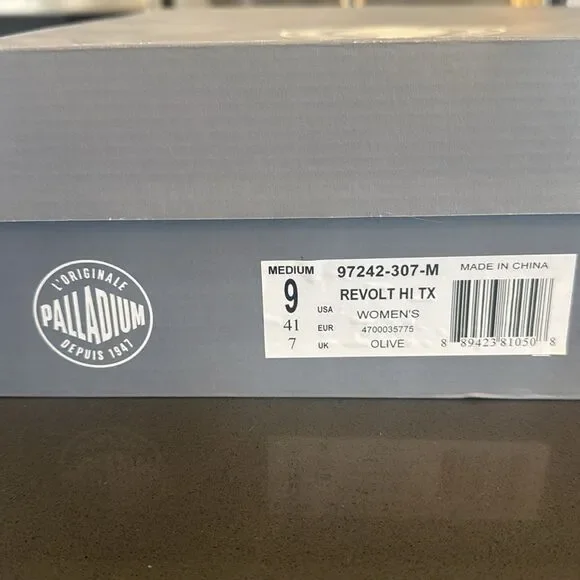 L'ORIGINALE
PALLADIUM
DEPUIS 1947
MEDIUM 97242-307-M MADE IN CHINA
9 USA REVOLT HI TX
WOMEN'S
41 EUR 4700035775
7 UK OLIVE
8 89423 81050 8